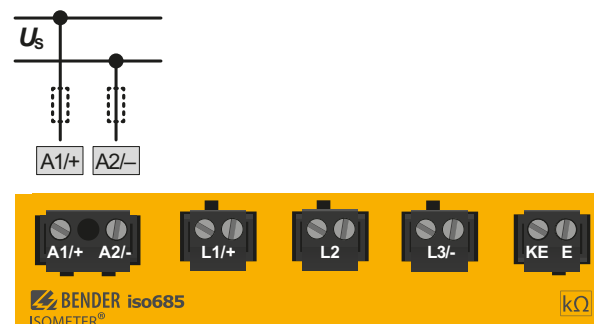 Us
A1/+ A2/–
A1/+ A2/- L1/+ L2 L3/- KE E
BENDER iso685 kΩ
ISOMETER®